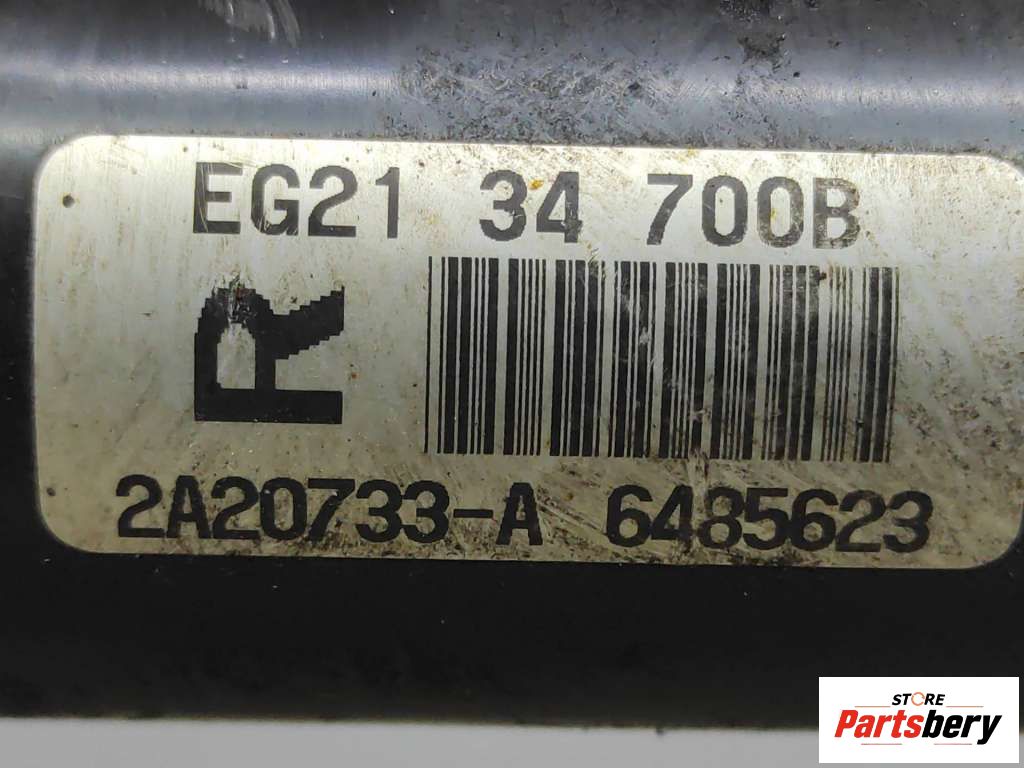 EG21 34 700B
R
2A20733-A 6485623
STORE
Partsbery